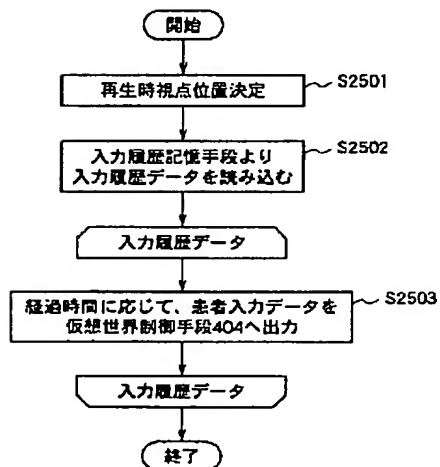 開始
再生時視点位置決定
S2501
入力履歴記憶手段より
入力履歴データを読み込む
S2502
入力履歴データ
経過時間に応じて、患者入力データを
仮想世界制御手段404へ出力
S2503
入力履歴データ
終了